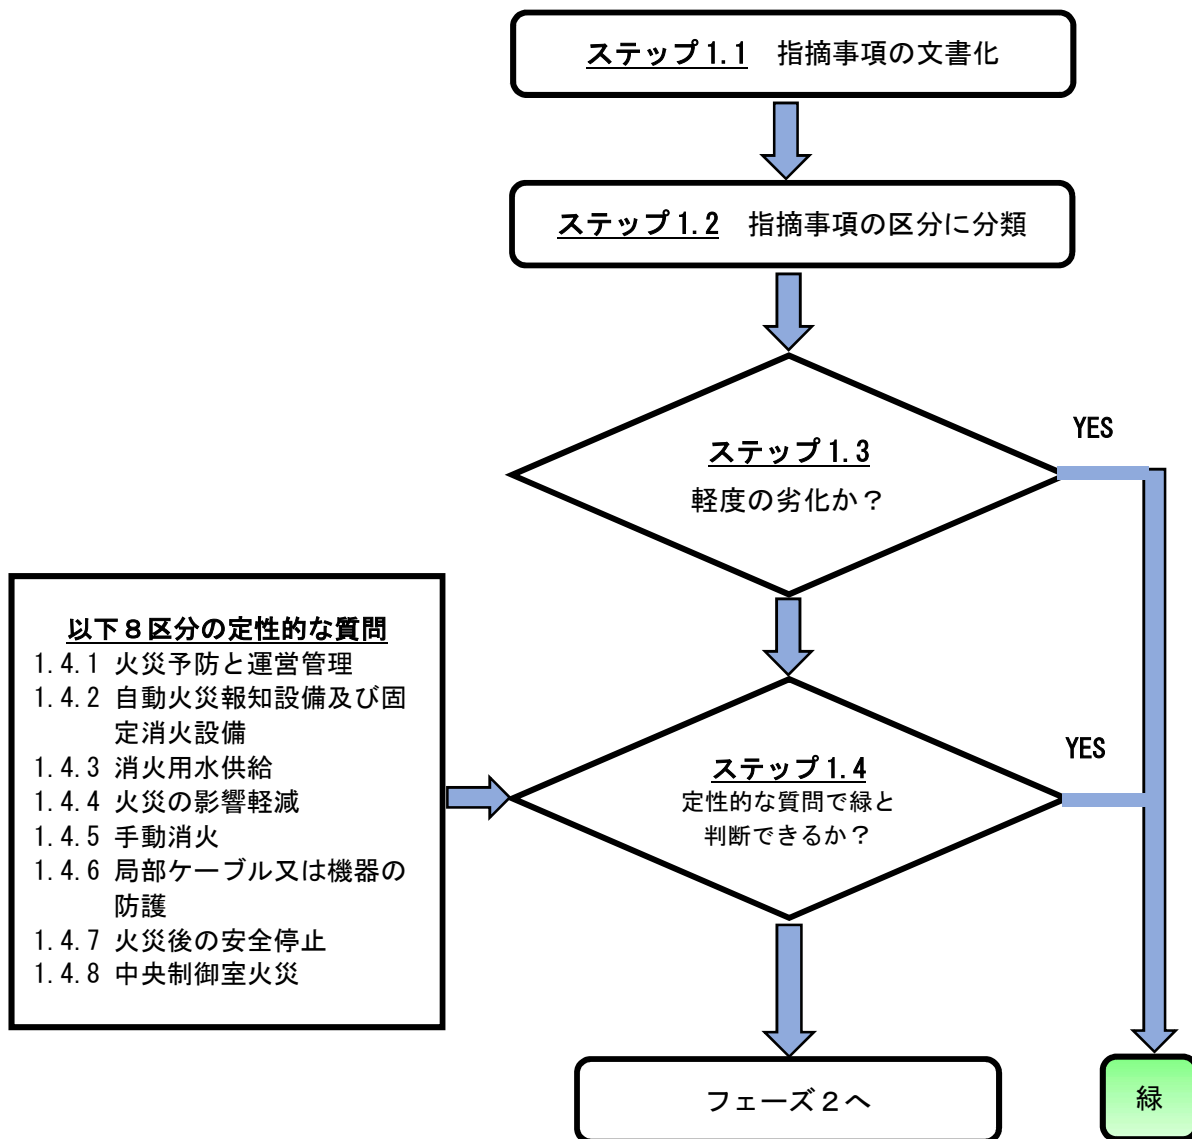 ステップ1.1 指摘事項の文書化
ステップ1.2 指摘事項の区分に分類
ステップ1.3
軽度の劣化か?
YES
以下8区分の定性的な質問
1.4.1 火災予防と運営管理
1.4.2 自動火災報知設備及び固
定消火設備
1.4.3 消火用水供給
1.4.4 火災の影響軽減
1.4.5 手動消火
1.4.6 局部ケーブル又は機器の
防護
1.4.7 火災後の安全停止
1.4.8 中央制御室火災
ステップ1.4
定性的な質問で緑と
判断できるか?
YES
フェーズ2へ
緑